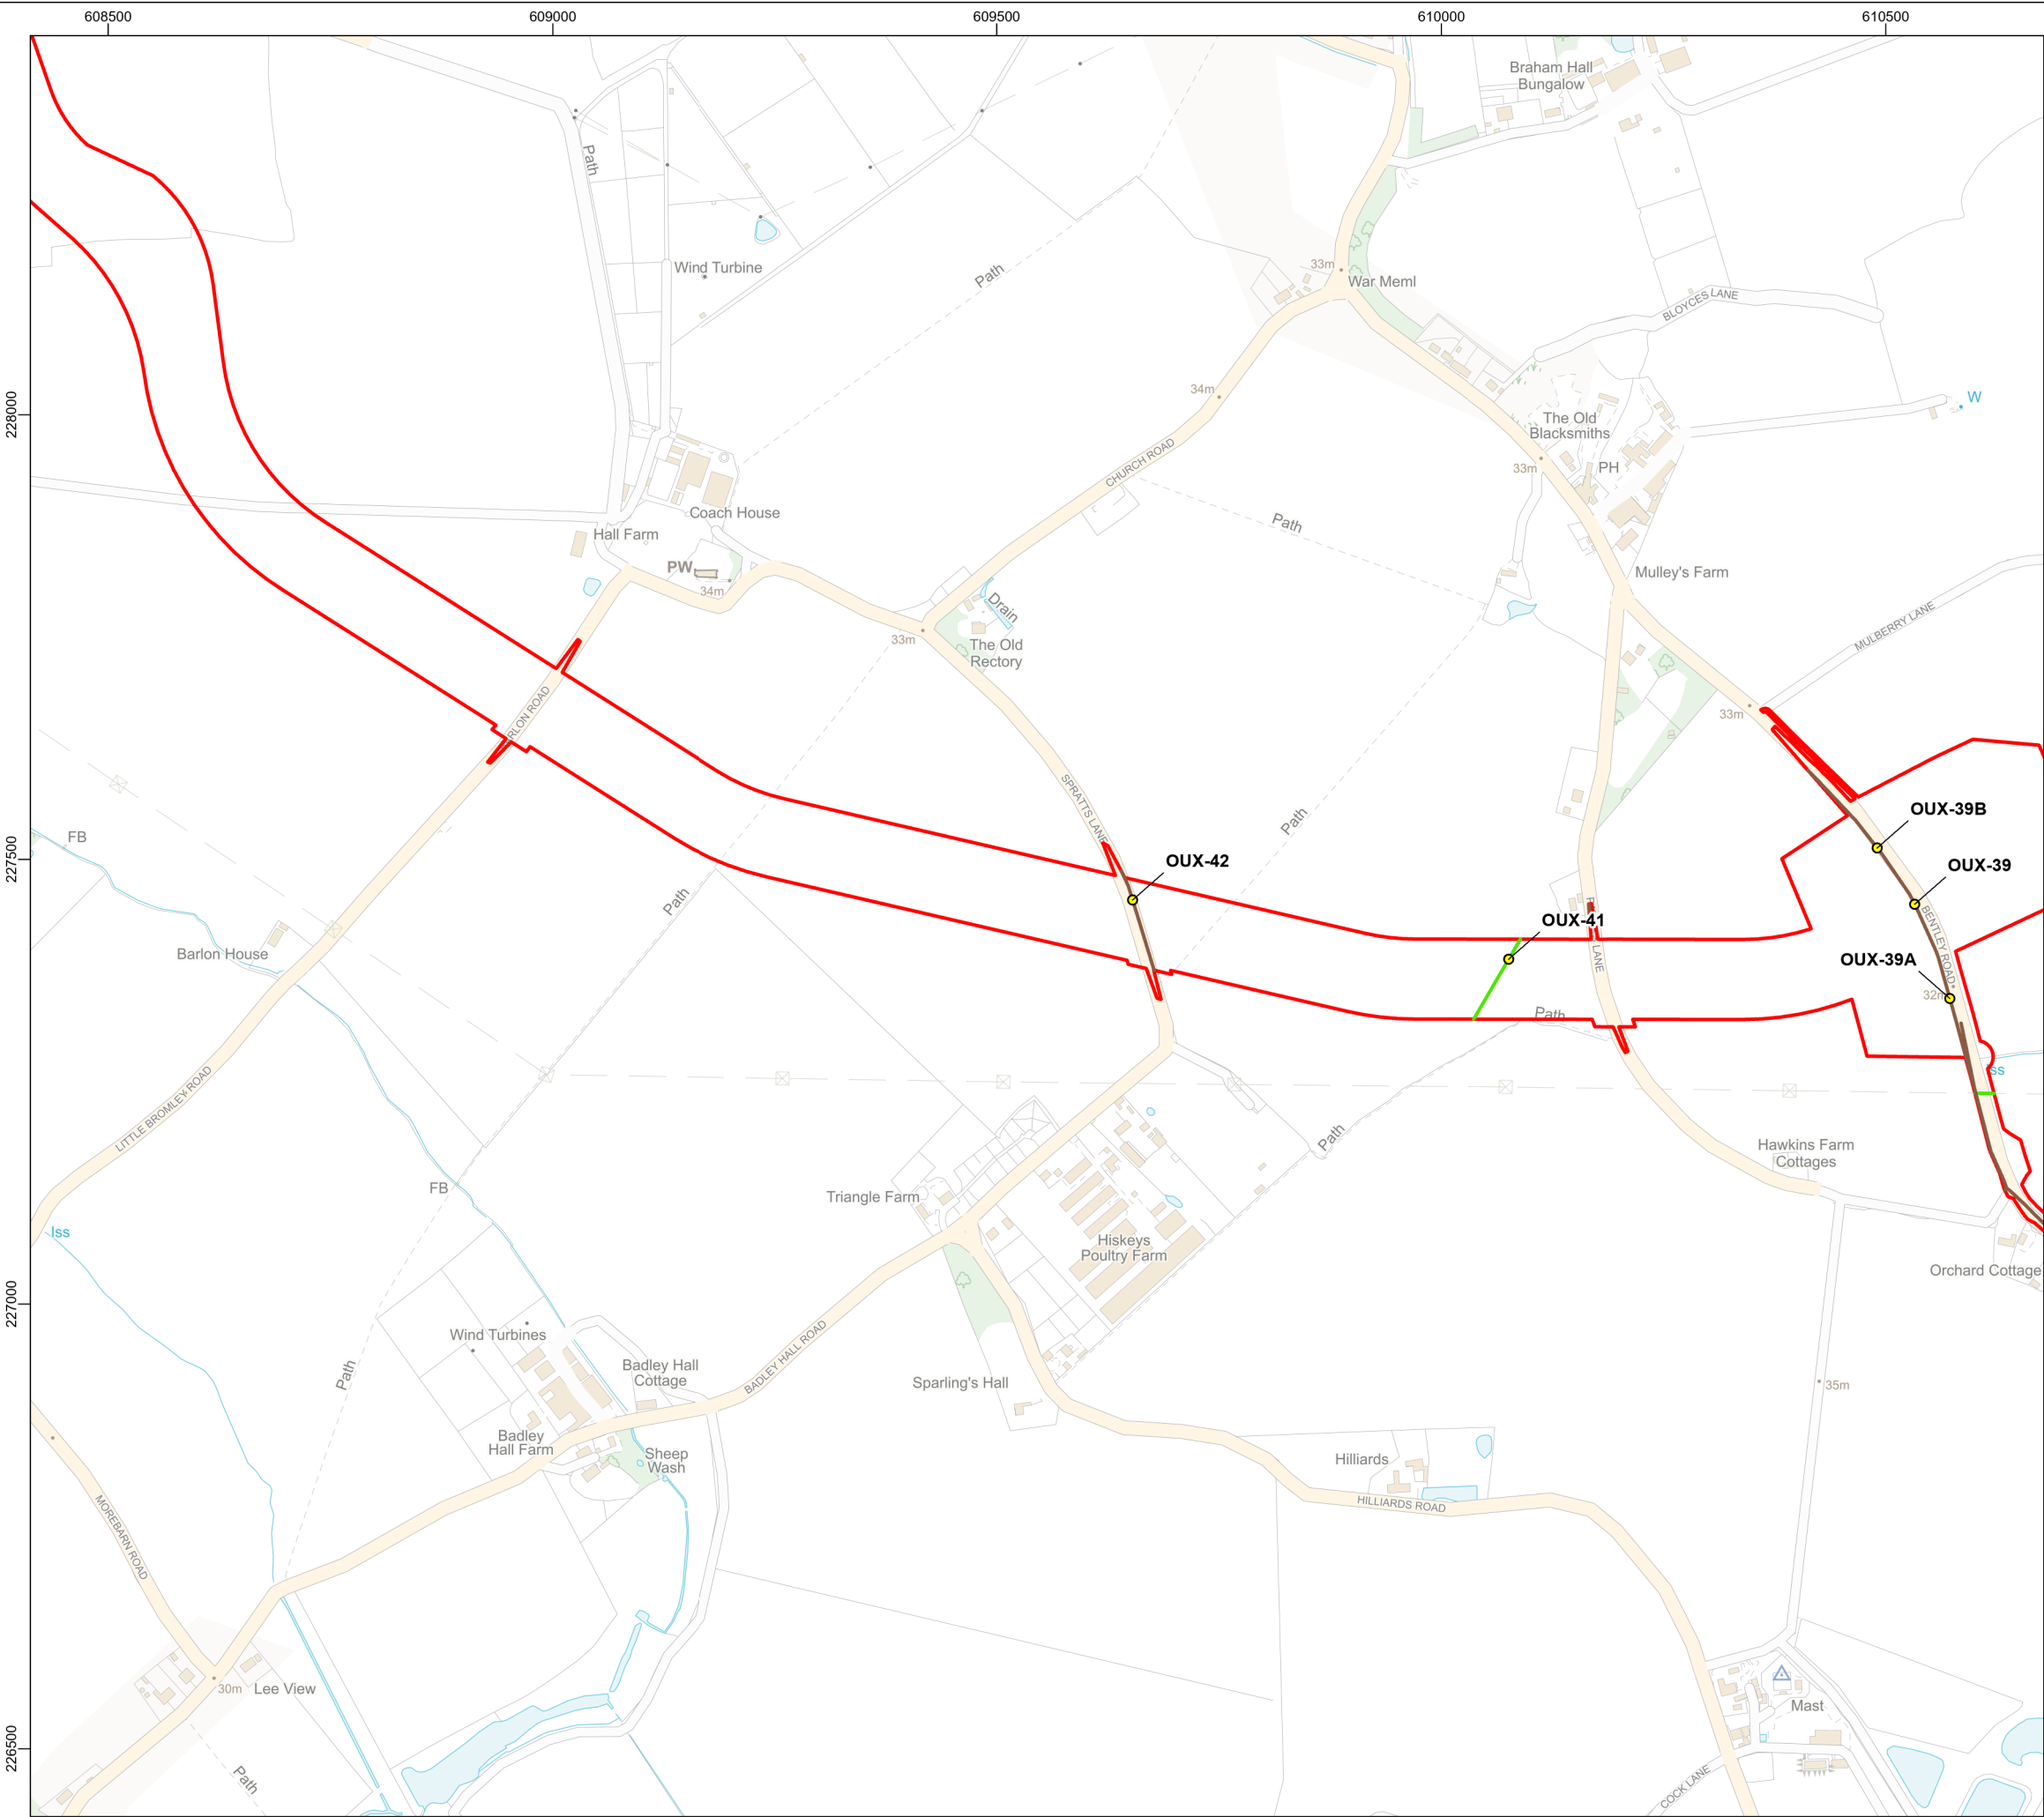 608500
609000
609500
610000
610500
228000
227500
227000
226500
Braham Hall
Bungalow
Path
Wind Turbine
Path
33m
War Meml
BLOYCES LANE
34m
W
The Old
Blacksmiths
33m
PH
CHURCH ROAD
Coach House
Hall Farm
Path
PW
34m
Drain
33m
The Old
Rectory
Mulley's Farm
MULBERRY LANE
RLON ROAD
33m
SPRATTS LANE
Path
OUX-39B
FB
OUX-42
OUX-39
Path
OUX-41
LANE
BENTLEY ROAD
Barlon House
OUX-39A
32m
Path
Iss
LITTLE BROMLEY ROAD
Path
Hawkins Farm
Cottages
FB
Triangle Farm
Iss
Hiskeys
Poultry Farm
Orchard Cottage
Wind Turbines
BADLEY HALL ROAD
Badley Hall
Cottage
Path
Sparling's Hall
35m
Badley
Hall Farm
Sheep
Wash
Hilliards
HILLIARDS ROAD
MOREBARN ROAD
30m
Lee View
Mast
Path
COCK LANE